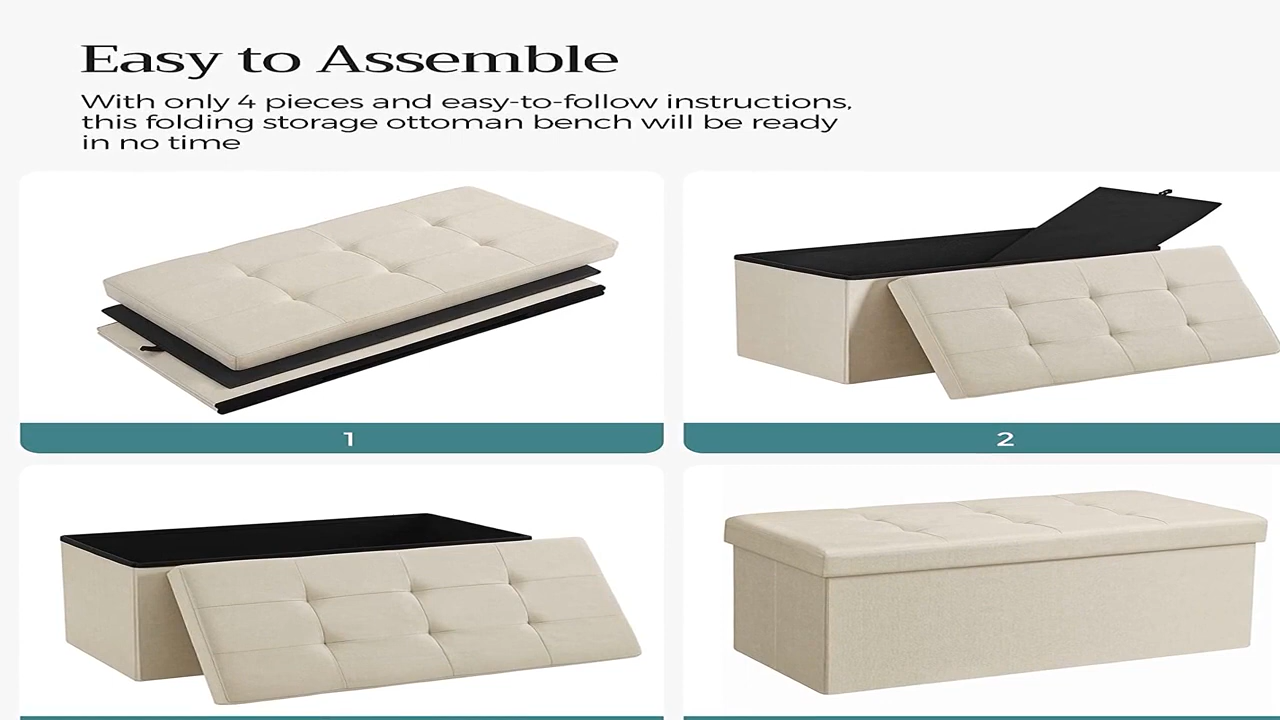 Easy to Assemble
With only 4 pieces and easy-to-follow instructions,
this folding storage ottoman bench will be ready
in no time
1
2